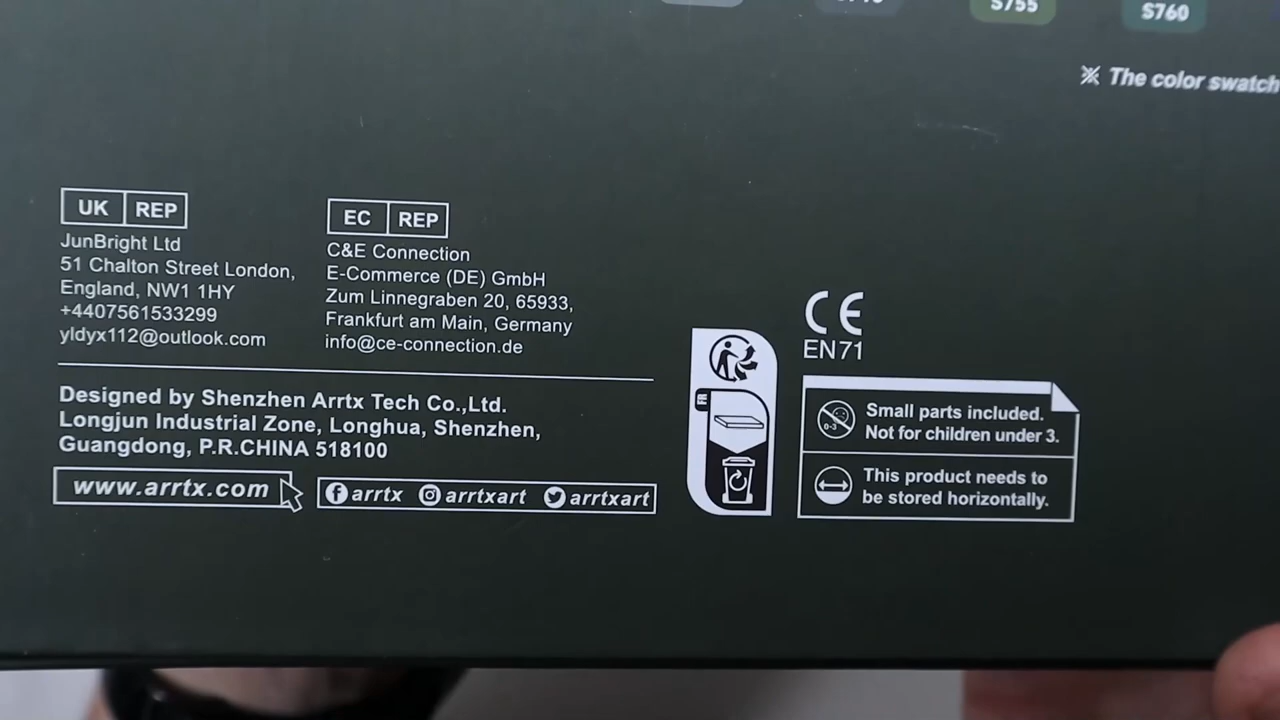 S755
S760
※ The color swatch
UK REP
JunBright Ltd
51 Chalton Street London,
England, NW1 1HY
+4407561533299
yldyx112@outlook.com
EC REP
C&E Connection
E-Commerce (DE) GmbH
Zum Linnegraben 20, 65933,
Frankfurt am Main, Germany
info@ce-connection.de
Designed by Shenzhen Arrtx Tech Co.,Ltd.
Longjun Industrial Zone, Longhua, Shenzhen,
Guangdong, P.R.CHINA 518100
www.arrtx.com
arrtx arrtxart arrtxart
FR
CE
EN71
0-3
Small parts included.
Not for children under 3.
This product needs to
be stored horizontally.